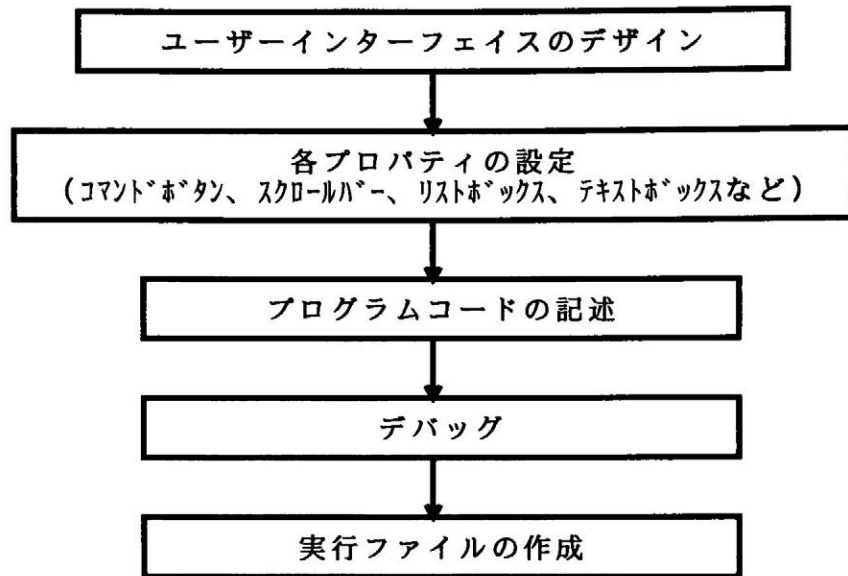 ユーザーインターフェイスのデザイン
各プロパティの設定
(コマンドボタン、スクロールバー、リストボックス、テキストボックスなど)
プログラムコードの記述
デバッグ
実行ファイルの作成